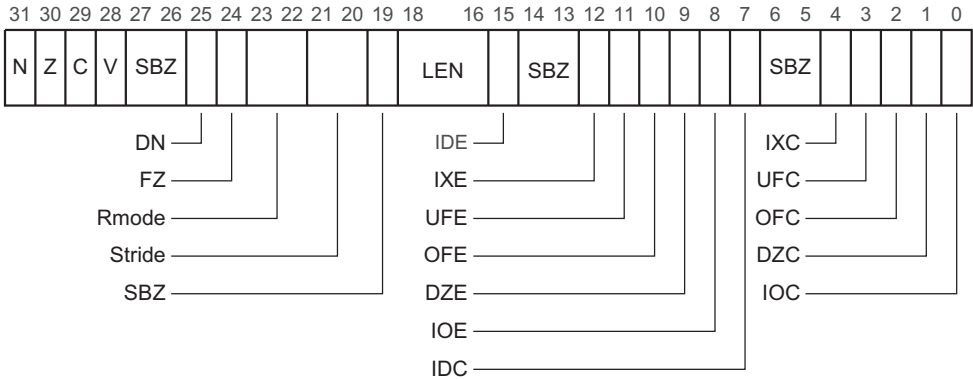 31 30 29 28 27 26 25 24 23 22 21 20 19 18 16 15 14 13 12 11 10 9 8 7 6 5 4 3 2 1 0
N Z C V SBZ LEN SBZ SBZ
DN IDE IXC
FZ IXE UFC
Rmode UFE OFC
Stride OFE DZC
SBZ DZE IOC
IOE
IDC